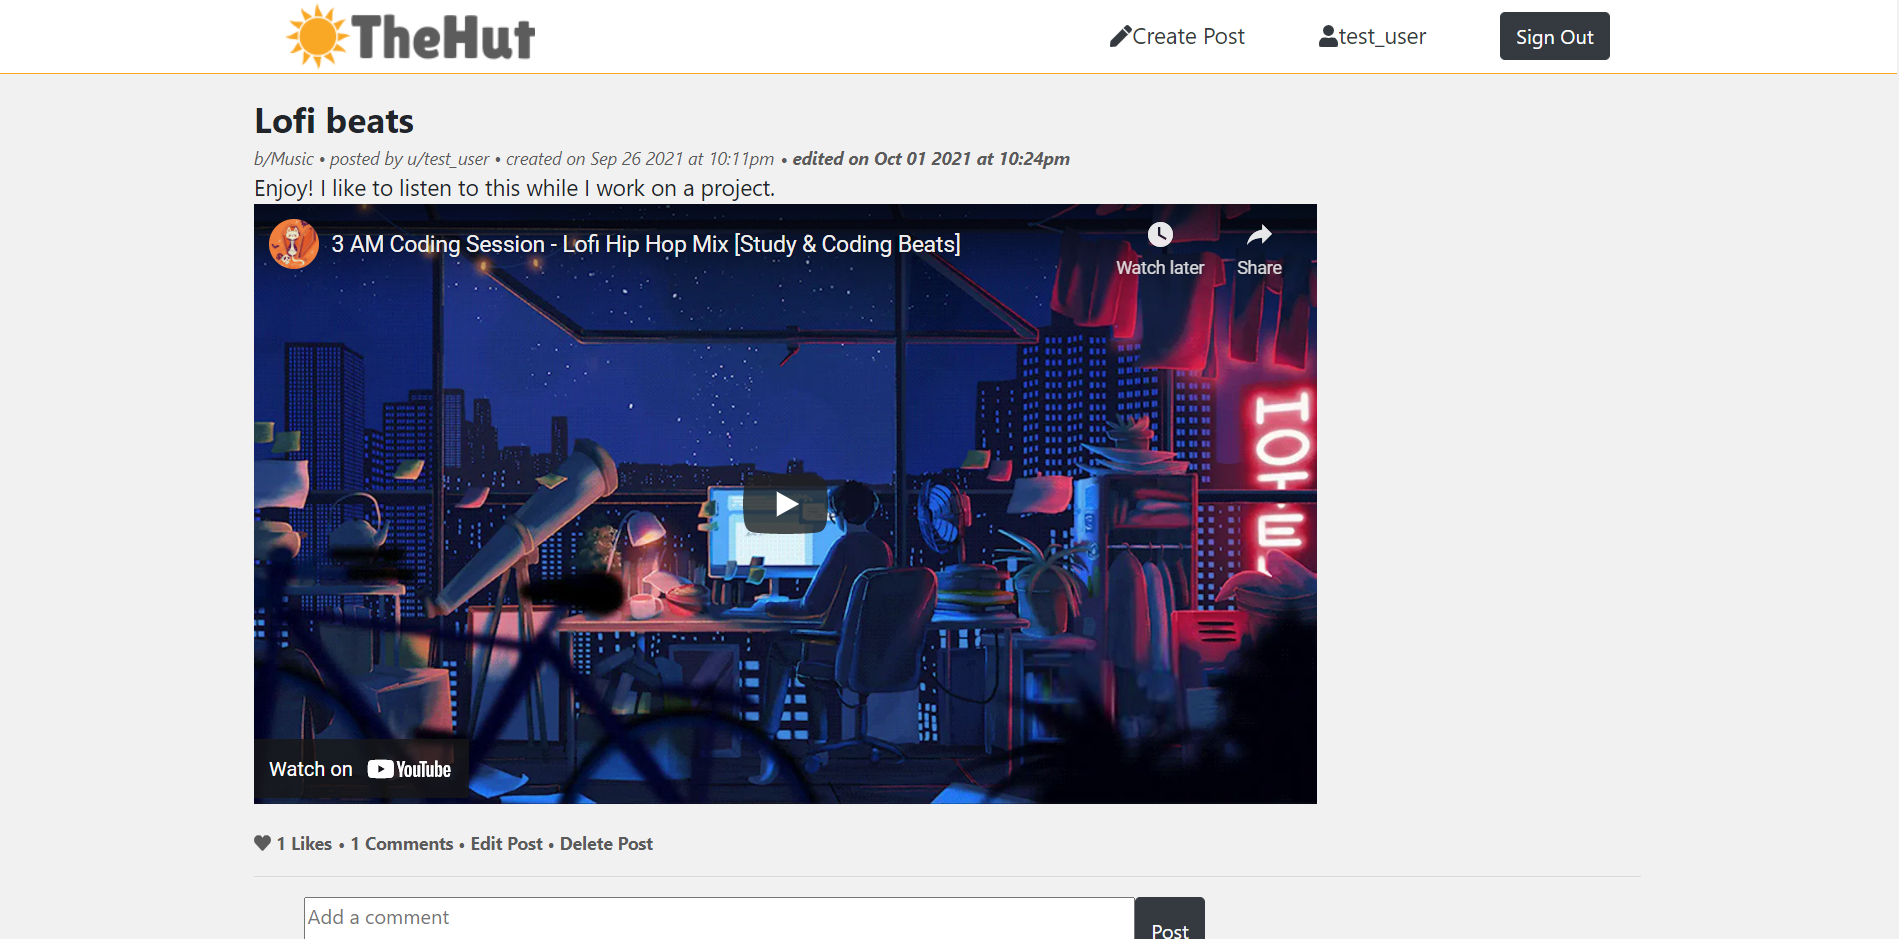 TheHut
Create Post
test_user
Sign Out
Lofi beats
b/Music • posted by u/test_user • created on Sep 26 2021 at 10:11pm • edited on Oct 01 2021 at 10:24pm
Enjoy! I like to listen to this while I work on a project.
3 AM Coding Session - Lofi Hip Hop Mix [Study & Coding Beats]
Watch later
Share
HOTEL
Watch on YouTube
1 Likes • 1 Comments • Edit Post • Delete Post
Add a comment
Post